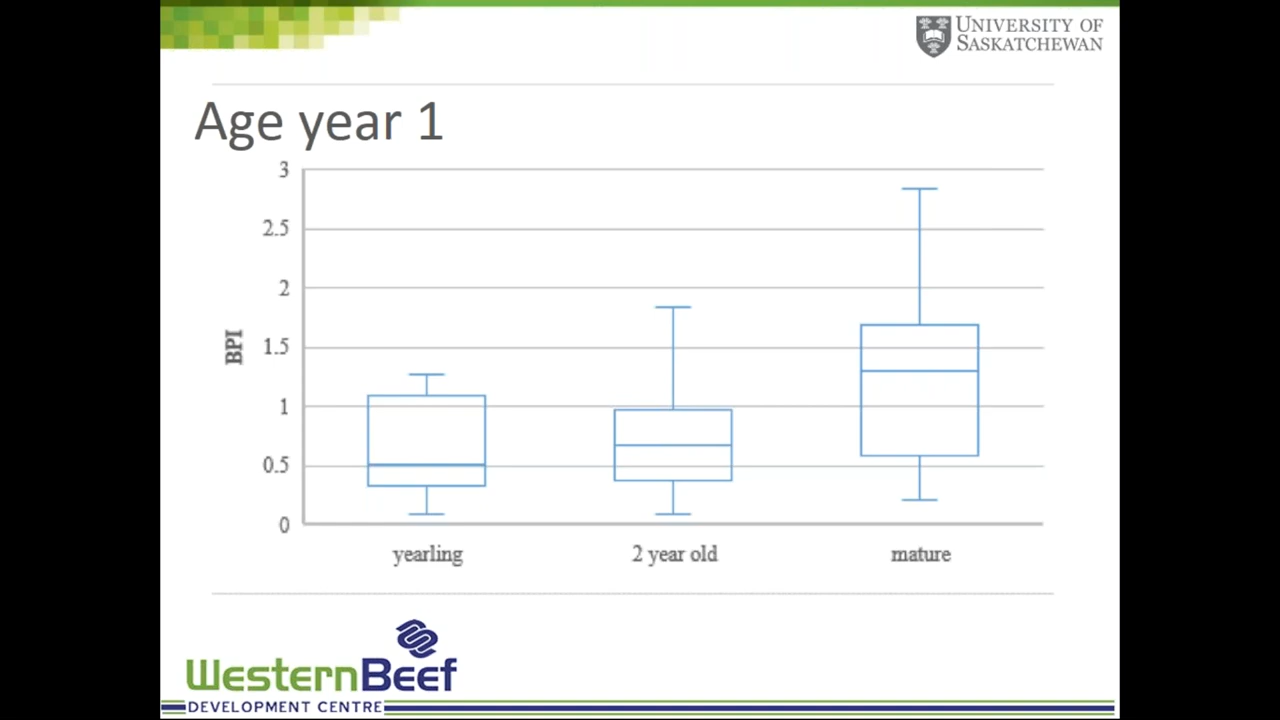 UNIVERSITY OF
SASKATCHEWAN
Age year 1
3
2.5
2
1.5
1
0.5
0
BPI
yearling
2 year old
mature
WesternBeef
DEVELOPMENT CENTRE